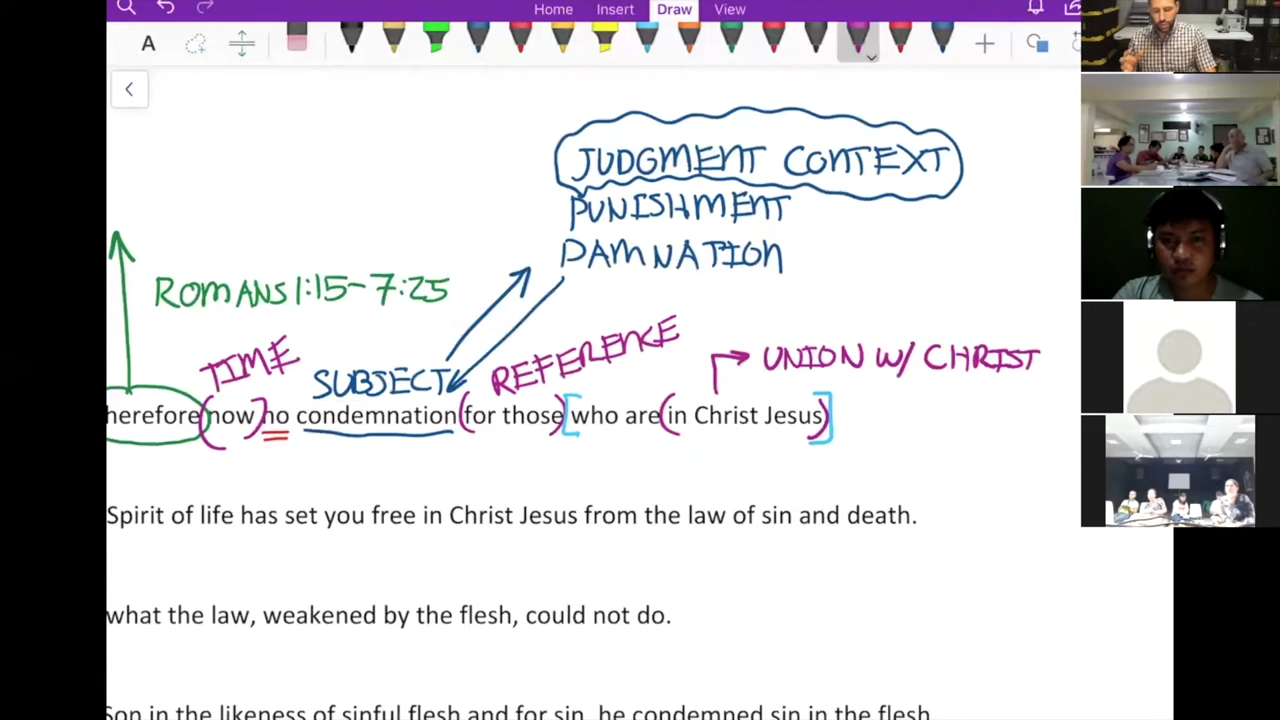 Home Insert Draw View
A
JUDGMENT CONTEXT
PUNISHMENT
DAMNATION
ROMANS 1:15-7:25
TIME
SUBJECT
REFERENCE
UNION W/ CHRIST
herefore (now) no condemnation (for those) [who are (in Christ Jesus)]
Spirit of life has set you free in Christ Jesus from the law of sin and death.
what the law, weakened by the flesh, could not do.
Son in the likeness of sinful flesh and for sin, he condemned sin in the flesh